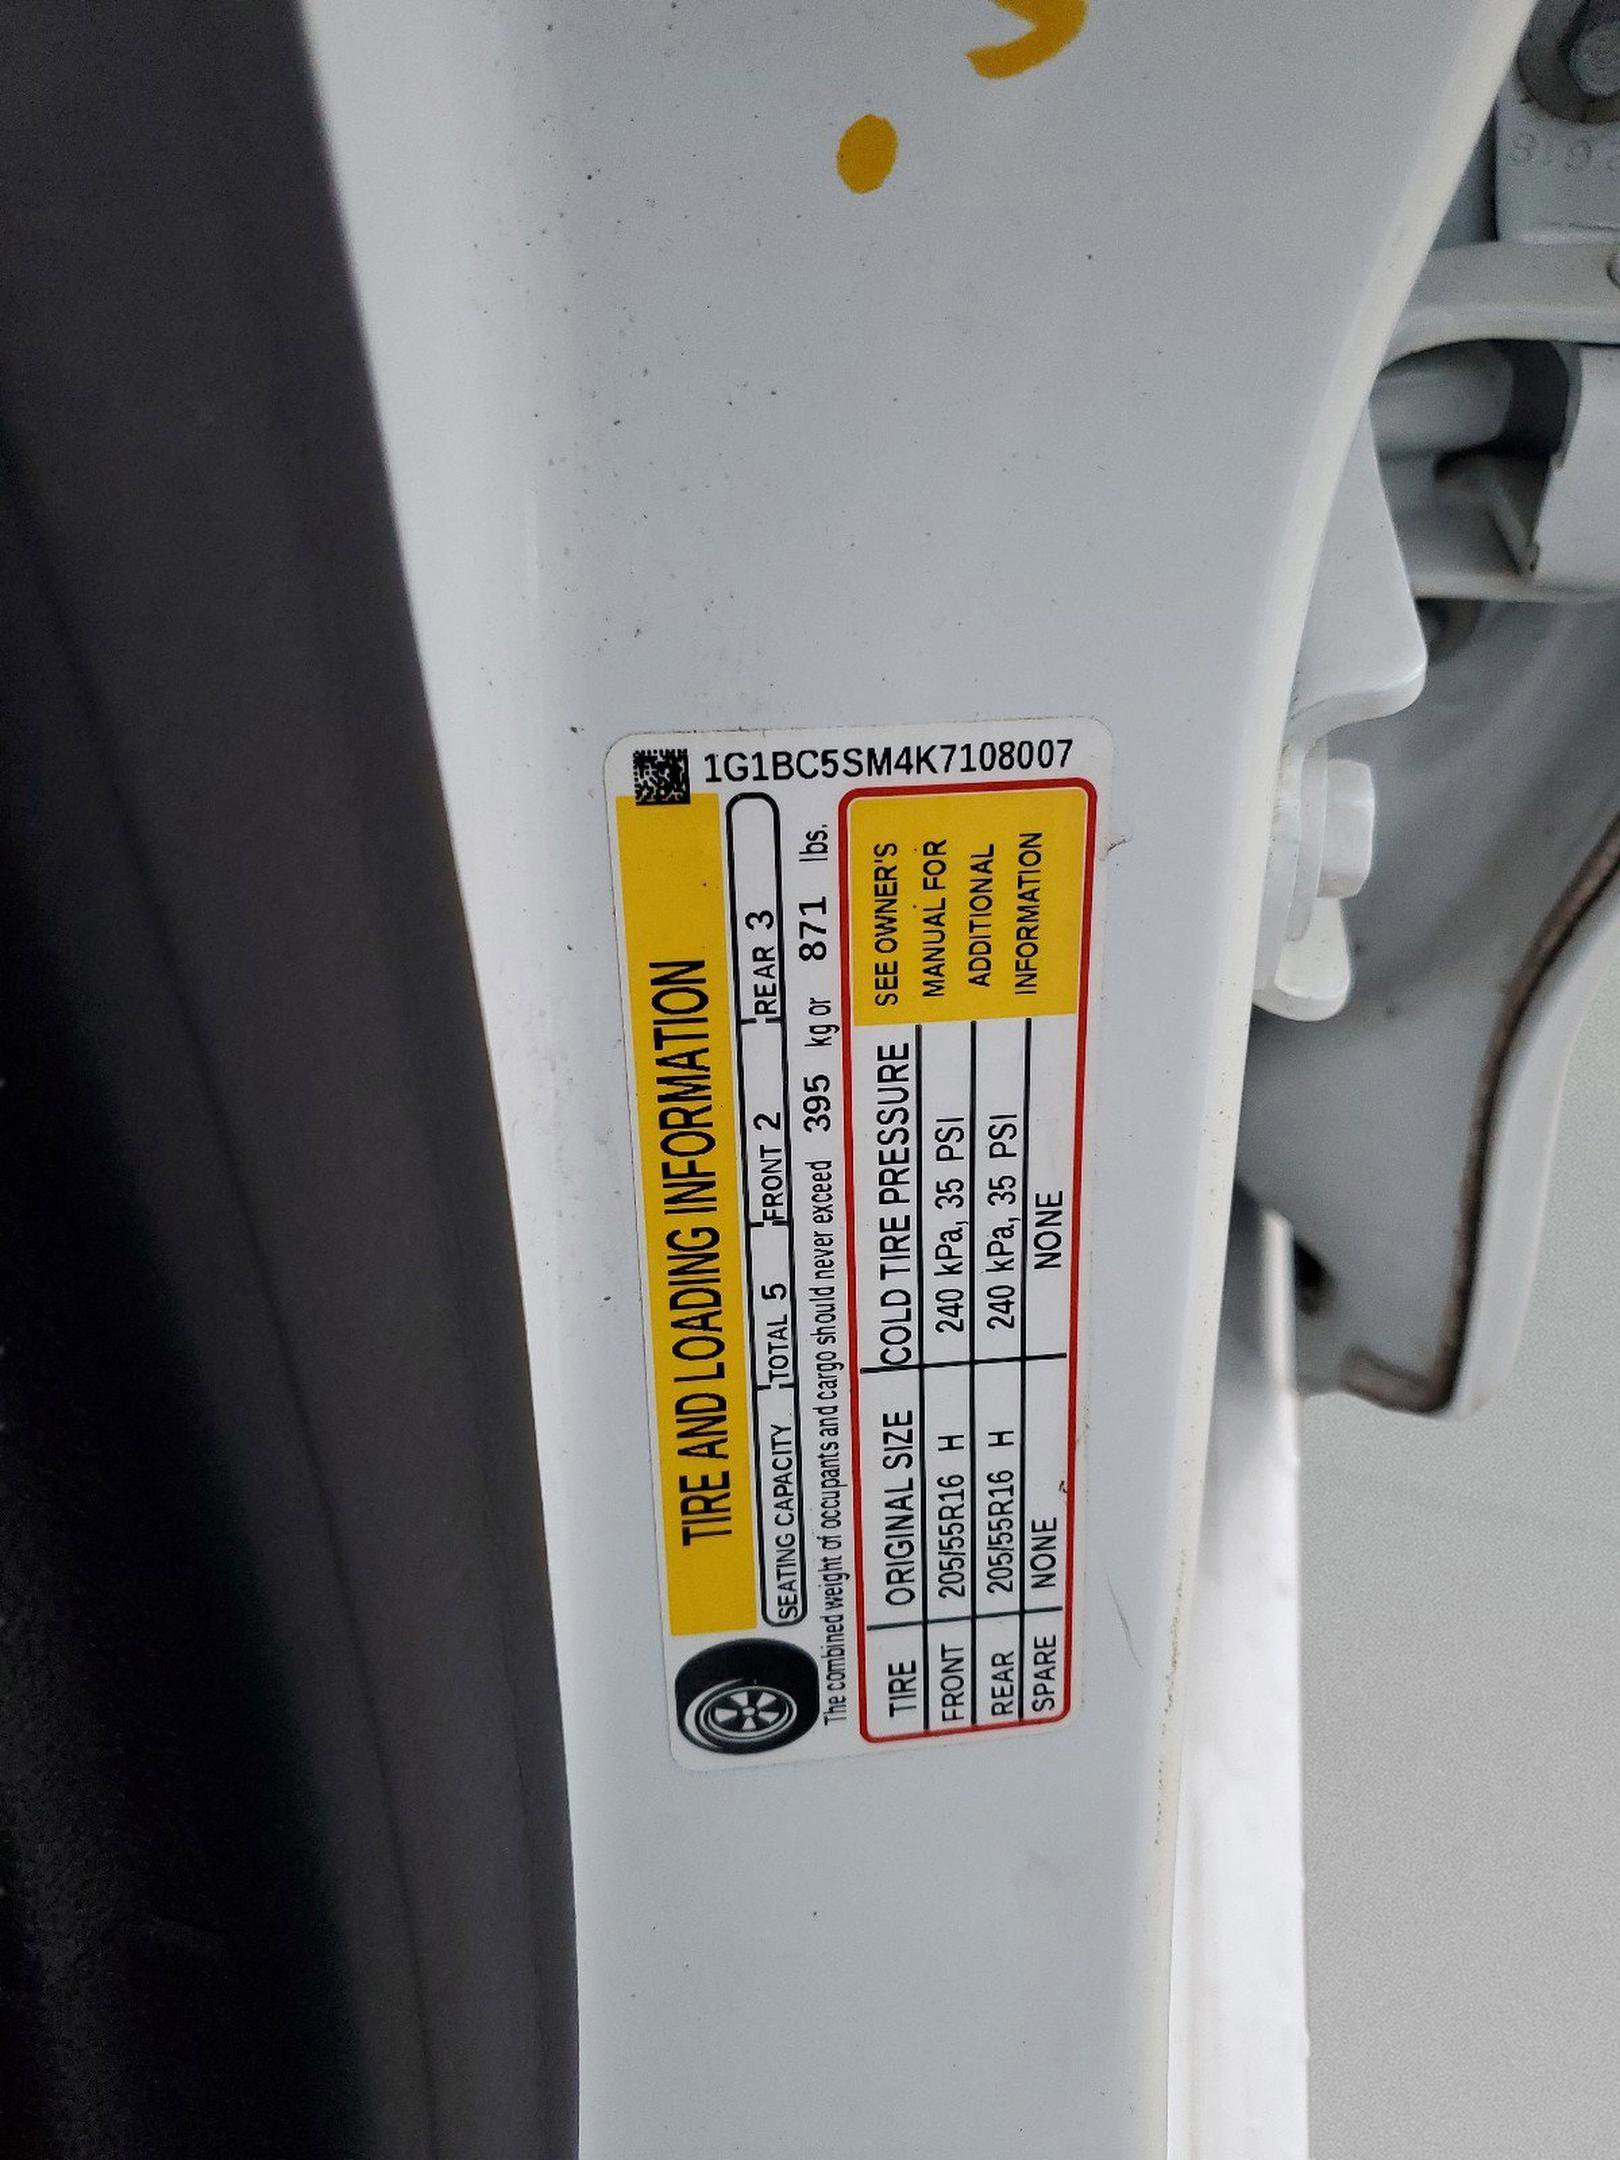 1G1BC5SM4K7108007
TIRE AND LOADING INFORMATION
SEATING CAPACITY TOTAL 5 FRONT 2 REAR 3
The combined weight of occupants and cargo should never exceed 395 kg or 871 lbs.
TIRE ORIGINAL SIZE COLD TIRE PRESSURE
FRONT 205/55R16 H 240 kPa, 35 PSI
REAR 205/55R16 H 240 kPa, 35 PSI
SPARE NONE NONE
SEE OWNER'S
MANUAL FOR
ADDITIONAL
INFORMATION